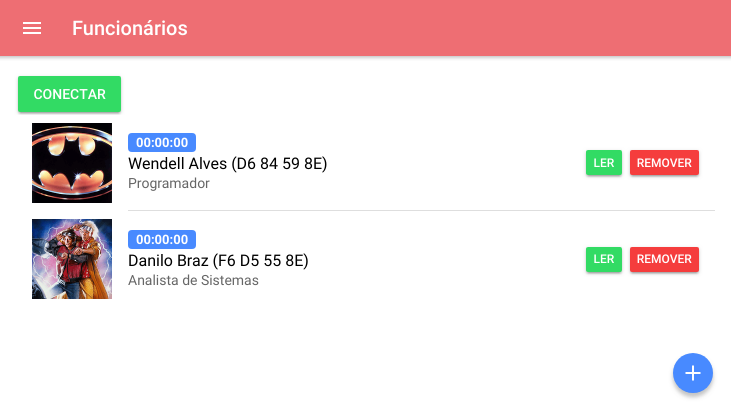 Funcionários
CONECTAR
00:00:00
Wendell Alves (D6 84 59 8E)
Programador
LER
REMOVER
00:00:00
Danilo Braz (F6 D5 55 8E)
Analista de Sistemas
LER
REMOVER